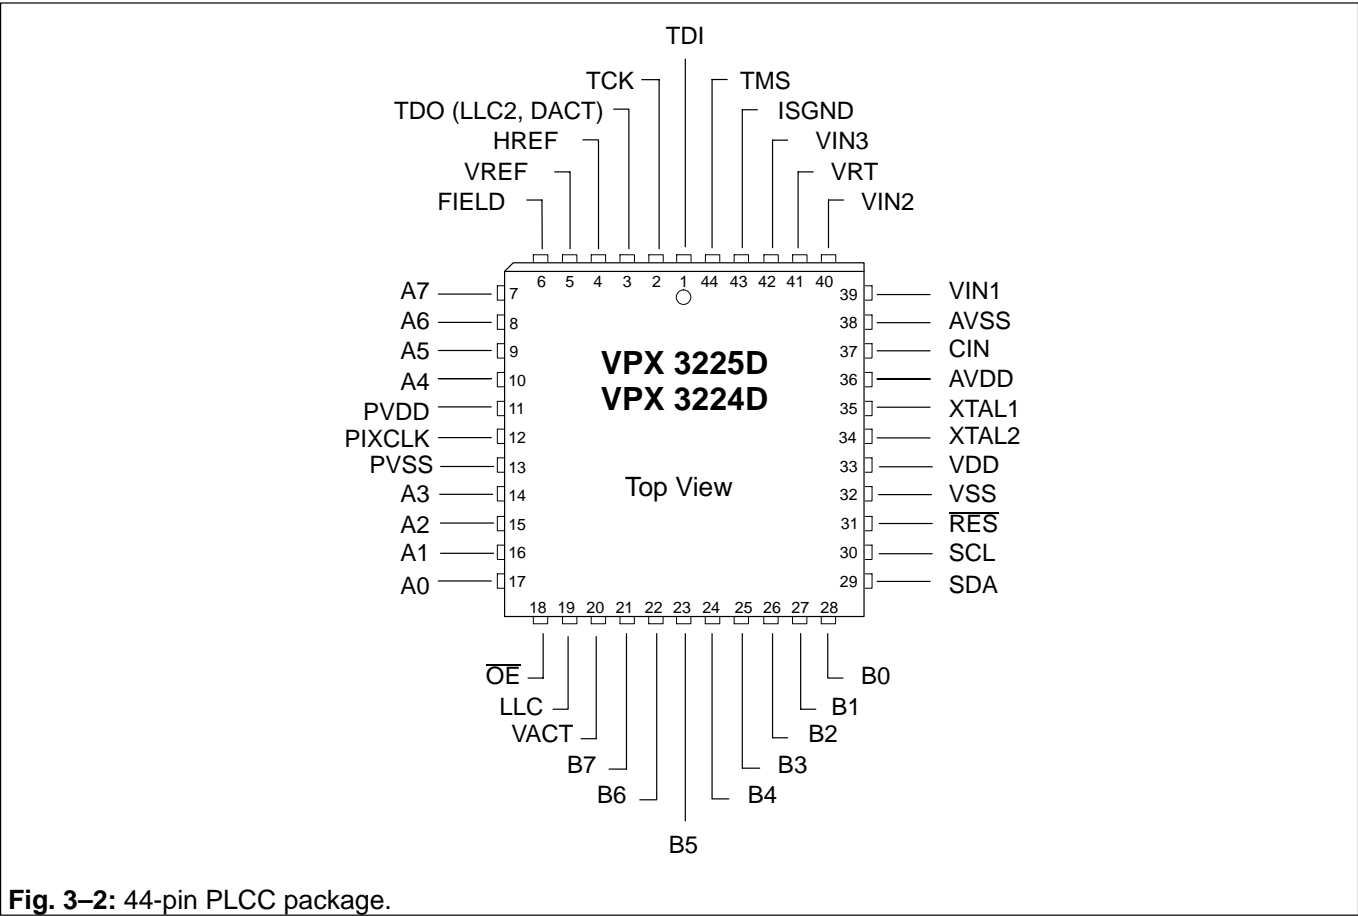 TDI
TCK TMS
TDO (LLC2, DACT) ISGND
HREF VIN3
VREF VRT
FIELD VIN2
6 5 4 3 2 1 44 43 42 41 40
A7 7 39 VIN1
A6 8 38 AVSS
A5 9 37 CIN
A4 10 36 AVDD
PVDD 11 35 XTAL1
PIXCLK 12 34 XTAL2
PVSS 13 33 VDD
A3 14 32 VSS
A2 15 31 R̅E̅S̅
A1 16 30 SCL
A0 17 29 SDA
VPX 3225D
VPX 3224D
Top View
18 19 20 21 22 23 24 25 26 27 28
O̅E̅ B0
LLC B1
VACT B2
B7 B3
B6 B4
B5
Fig. 3–2: 44-pin PLCC package.